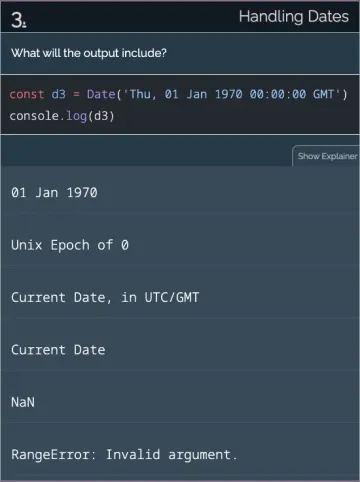 3.
Handling Dates
What will the output include?
const d3 = Date('Thu, 01 Jan 1970 00:00:00 GMT')
console.log(d3)
Show Explainer
01 Jan 1970
Unix Epoch of 0
Current Date, in UTC/GMT
Current Date
NaN
RangeError: Invalid argument.